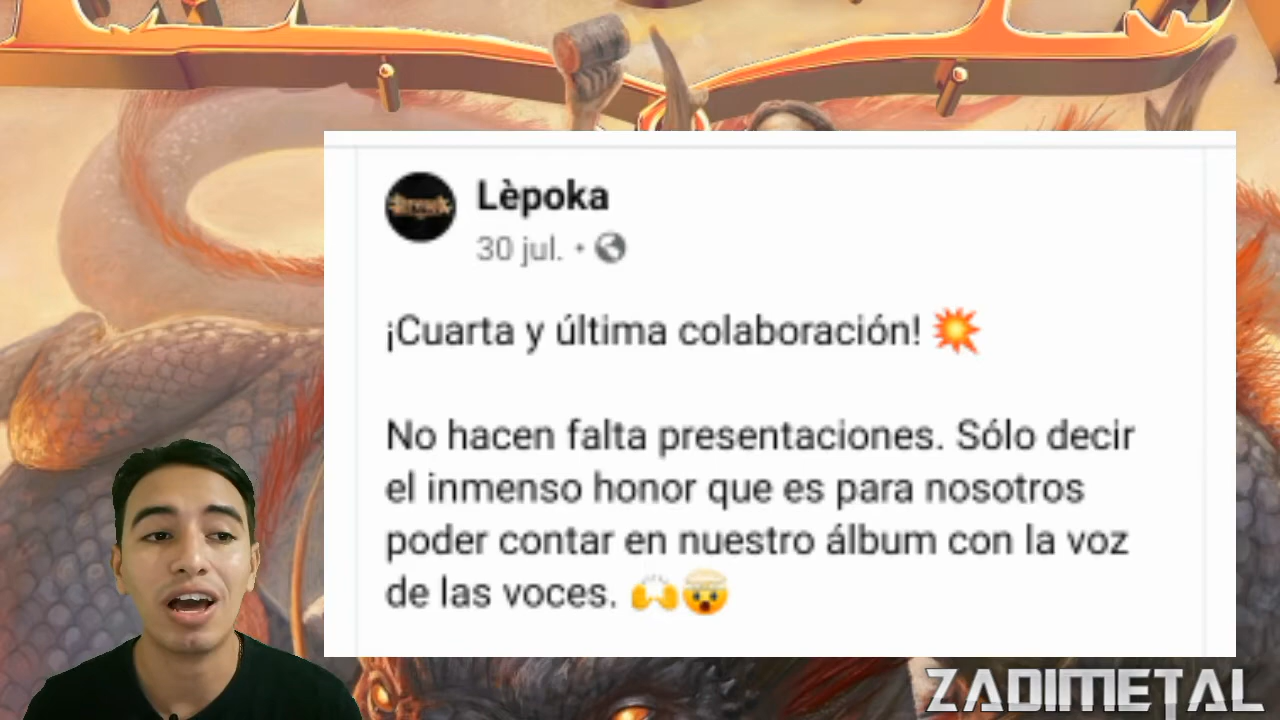 Lèpoka
30 jul. •
¡Cuarta y última colaboración! 💥
No hacen falta presentaciones. Sólo decir
el inmenso honor que es para nosotros
poder contar en nuestro álbum con la voz
de las voces. 🙌🤯
ZADIMETAL